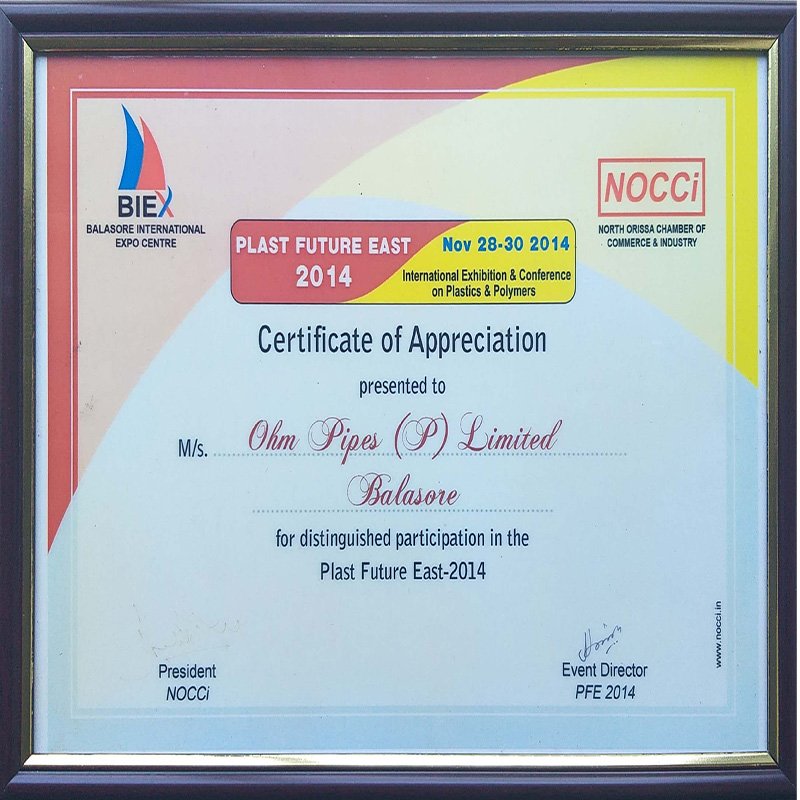 BIEX
BALASORE INTERNATIONAL
EXPO CENTRE
NOCCi
NORTH ORISSA CHAMBER OF
COMMERCE & INDUSTRY
PLAST FUTURE EAST
2014
Nov 28-30 2014
International Exhibition & Conference
on Plastics & Polymers
Certificate of Appreciation
presented to
M/s. Ohm Pipes (P) Limited
Balasore
for distinguished participation in the
Plast Future East-2014
President
NOCCi
Event Director
PFE 2014
www.nocci.in